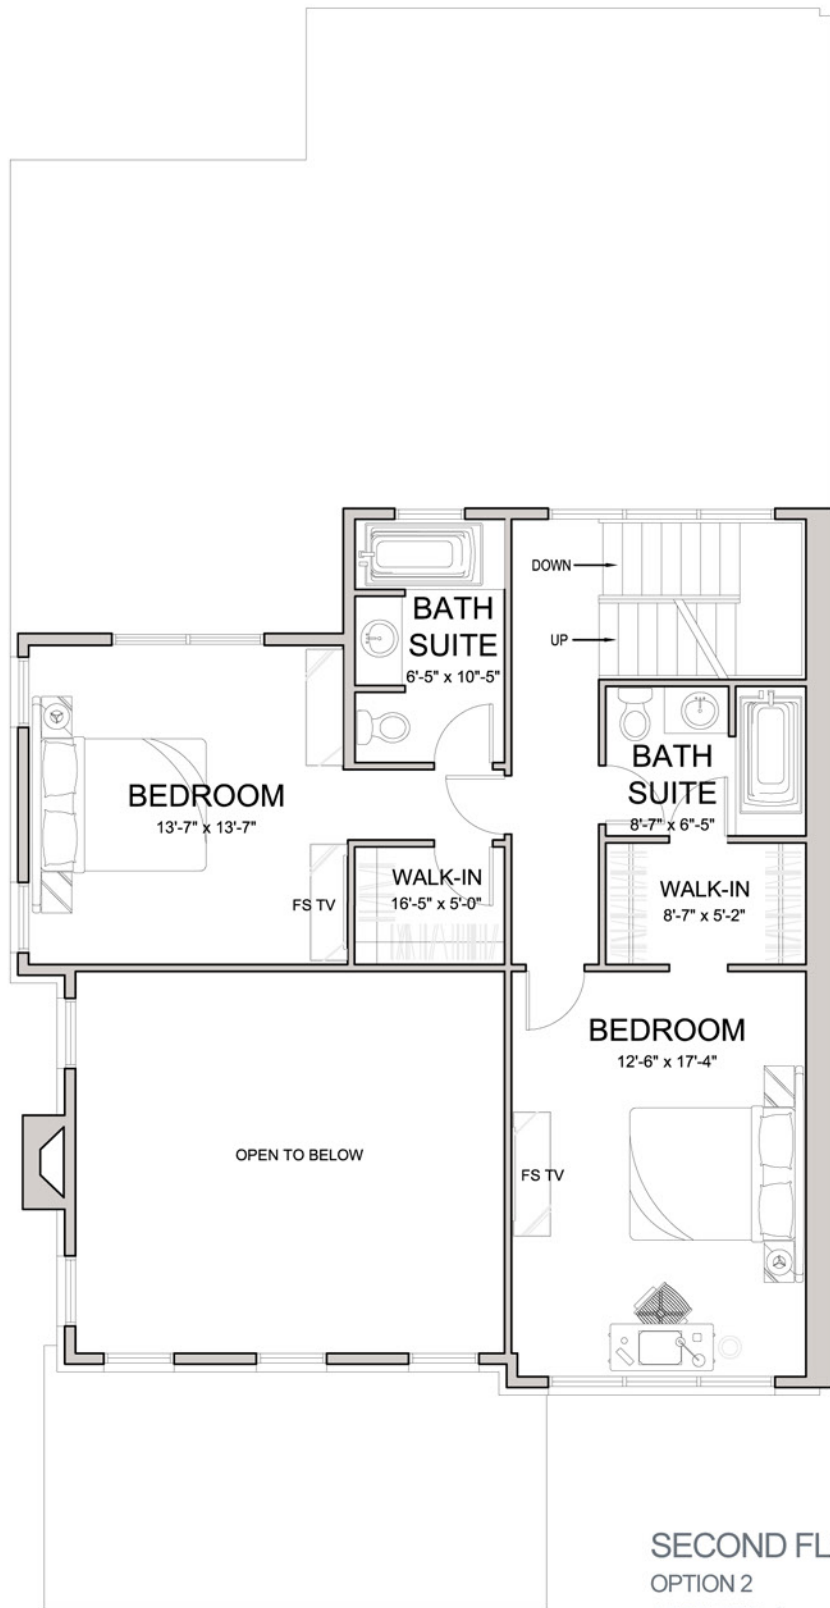 DOWN
UP
BATH
SUITE
6'-5" x 10"-5"
BATH
SUITE
8'-7" x 6"-5"
BEDROOM
13'-7" x 13'-7"
FS TV
WALK-IN
16'-5" x 5'-0"
WALK-IN
8'-7" x 5'-2"
BEDROOM
12'-6" x 17'-4"
OPEN TO BELOW
FS TV
SECOND FL
OPTION 2